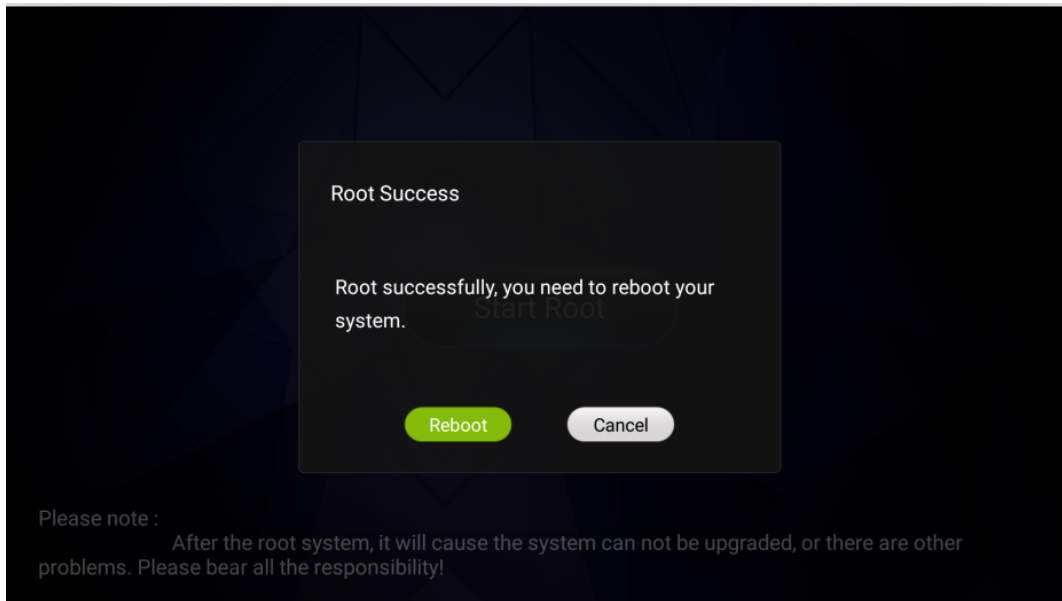 Root Success
Root successfully, you need to reboot your
system.
Start Root
Reboot
Cancel
Please note :
After the root system, it will cause the system can not be upgraded, or there are other
problems. Please bear all the responsibility!